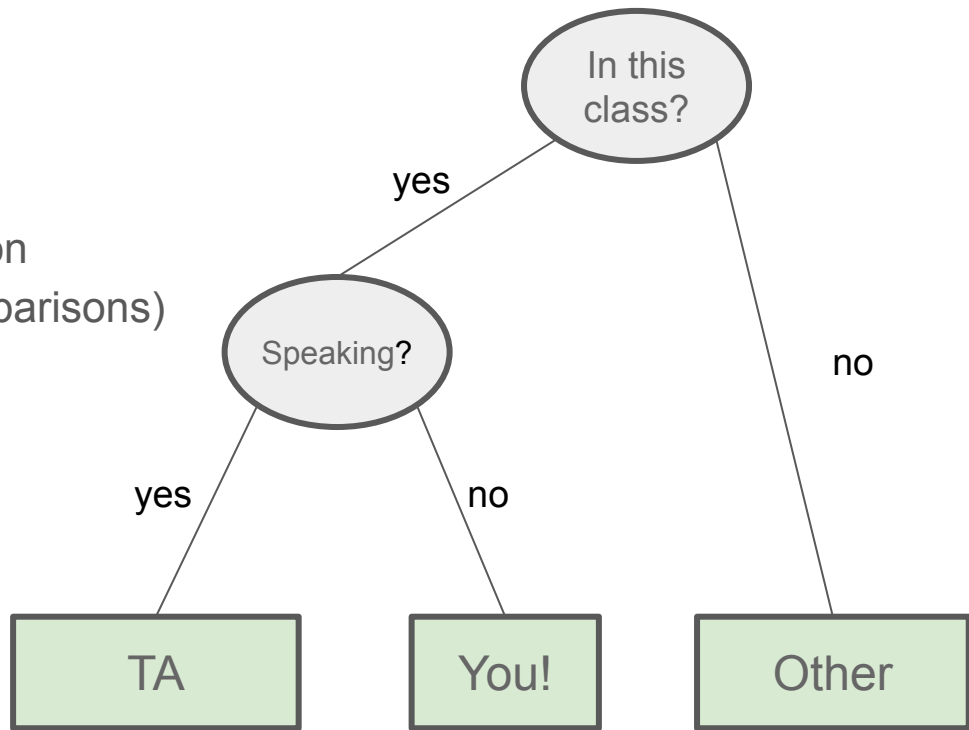 In this
class?
yes
on
parisons)
Speaking?
no
yes
no
TA
You!
Other